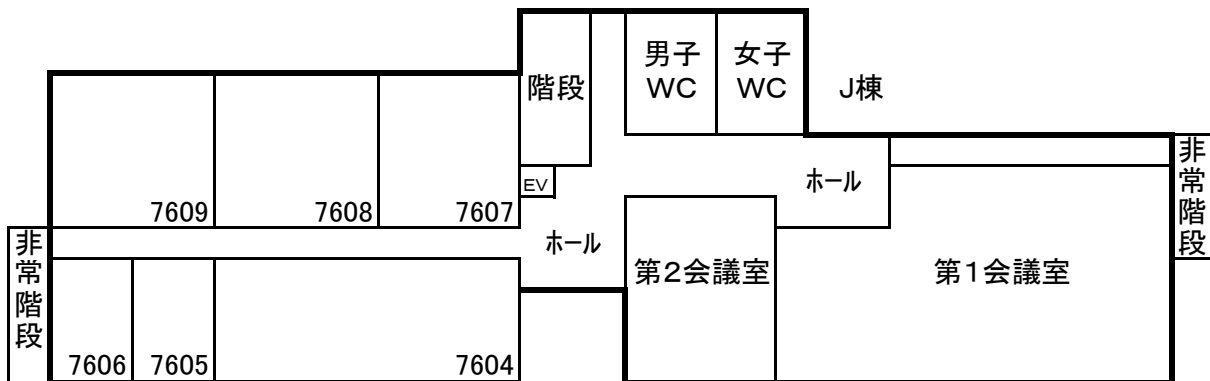 階段
男子
WC
女子
WC
J棟
EV
ホール
非常階段
7609
7608
7607
ホール
非常階段
第2会議室
第1会議室
7606
7605
7604